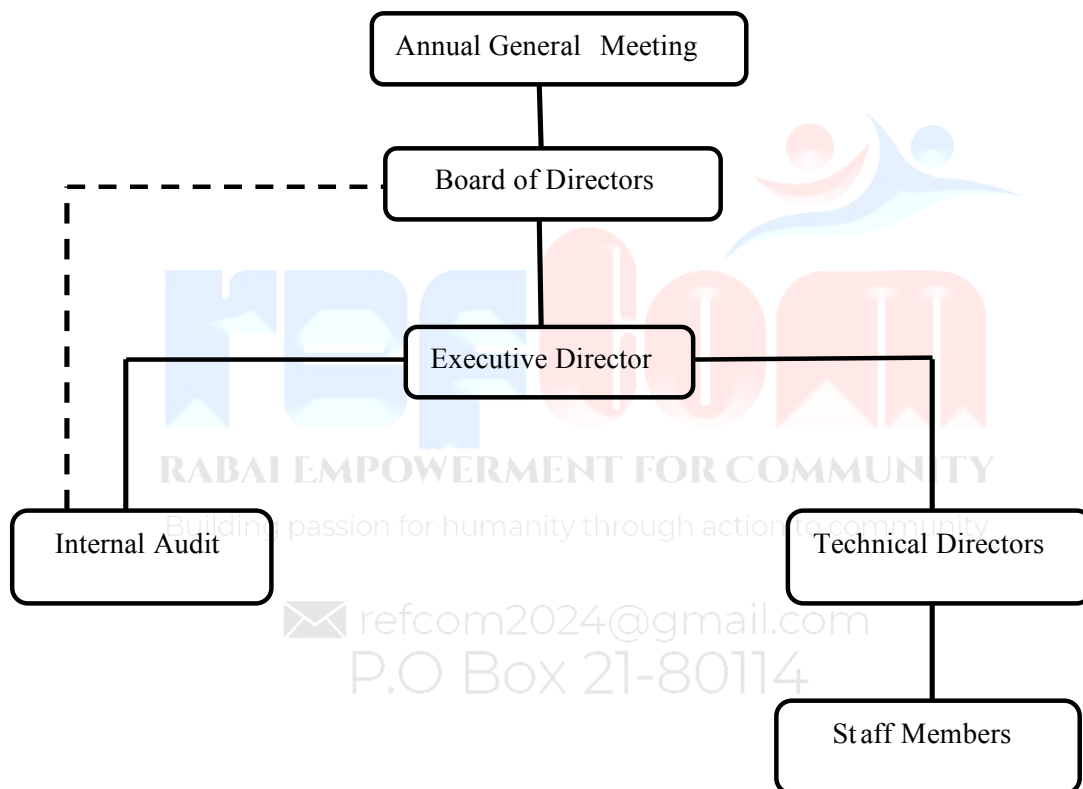 Annual General Meeting
Board of Directors
refcom
Executive Director
RABAI EMPOWERMENT FOR COMMUNITY
Building passion for humanity through action to community
Internal Audit
Technical Directors
refcom2024@gmail.com
P.O Box 21-80114
Staff Members